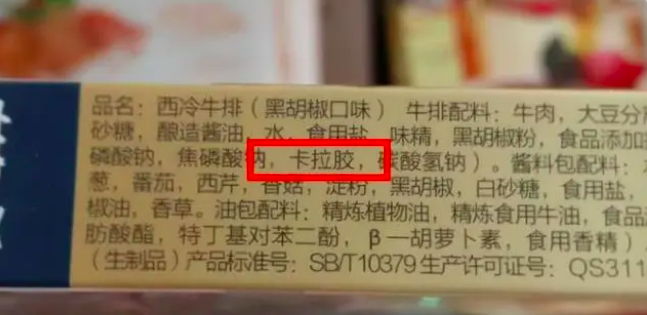 品名：西冷牛排（黑胡椒口味） 牛排配料：牛肉，大豆分
砂糖，酿造酱油，水，食用盐，味精，黑胡椒粉，食品添加
磷酸钠，焦磷酸钠，卡拉胶，碳酸氢钠）。酱料包配料：
葱，番茄，西芹，香菇，淀粉，黑胡椒，白砂糖，食用盐，
椒油，香草。油包配料：精炼植物油，精炼食用牛油，食品
肪酸酯，特丁基对苯二酚，β一胡萝卜素，食用香精）
（生制品）产品标准号：SB/T10379 生产许可证号：QS311